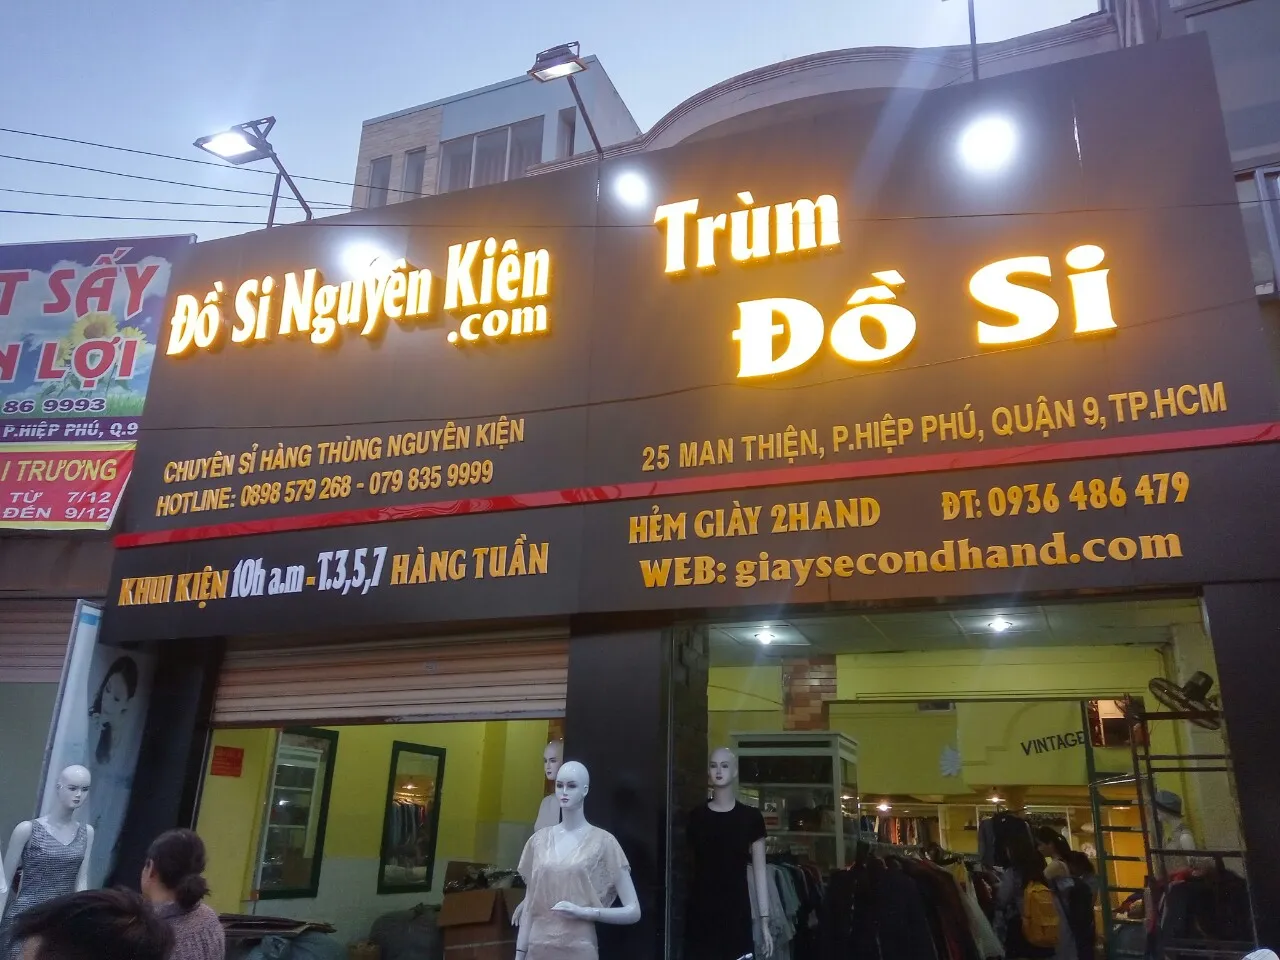 T SẤY
LỢI
86 9993
P.HIỆP PHÚ, Q.9
I TRƯƠNG
TỪ 7/12
ĐẾN 9/12
Đồ Si Nguyên Kiên
.com
CHUYÊN SỈ HÀNG THÙNG NGUYÊN KIỆN
HOTLINE: 0898 579 268 - 079 835 9999
KHUI KIỆN 10h a.m - T.3,5,7 HÀNG TUẦN
Trùm
Đồ Si
25 MAN THIỆN, P.HIỆP PHÚ, QUẬN 9, TP.HCM
HẺM GIÀY 2HAND ĐT: 0936 486 479
WEB: giaysecondhand.com
VINTAGE